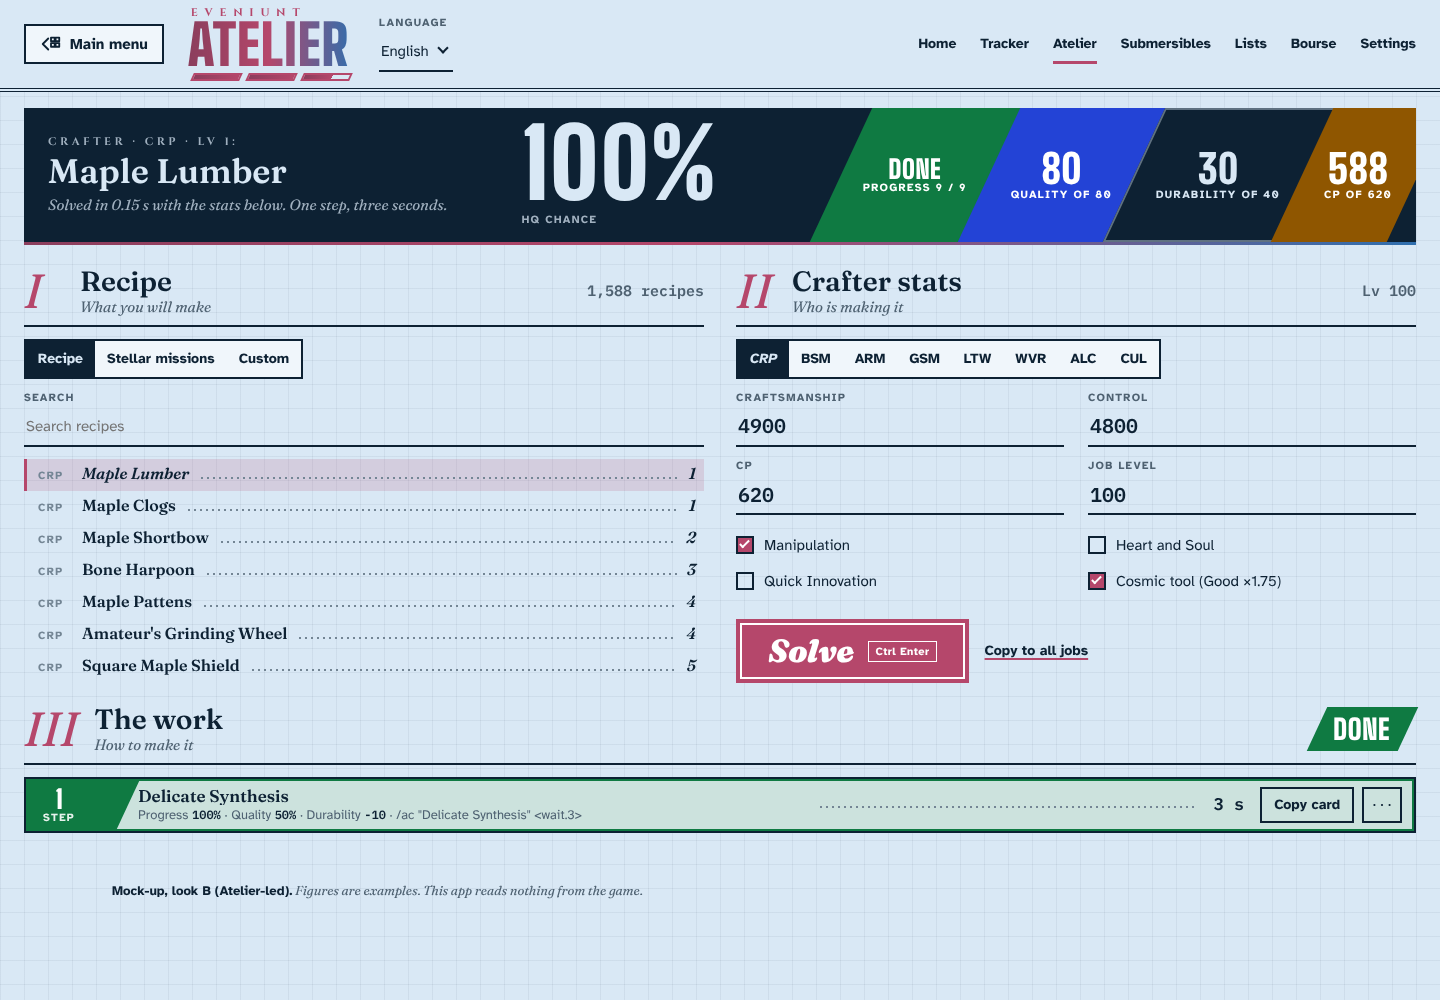 Main menu
EVENIUNT
ATELIER
LANGUAGE
English
Home
Tracker
Atelier
Submersibles
Lists
Bourse
Settings
CRAFTER · CRP · LV 1:
Maple Lumber
Solved in 0.15 s with the stats below. One step, three seconds.
100%
HQ CHANCE
DONE
PROGRESS 9 / 9
80
QUALITY OF 80
30
DURABILITY OF 40
588
CP OF 620
I
Recipe
What you will make
1,588 recipes
Recipe
Stellar missions
Custom
SEARCH
Search recipes
CRP Maple Lumber 1
CRP Maple Clogs 1
CRP Maple Shortbow 2
CRP Bone Harpoon 3
CRP Maple Pattens 4
CRP Amateur's Grinding Wheel 4
CRP Square Maple Shield 5
II
Crafter stats
Who is making it
Lv 100
CRP
BSM
ARM
GSM
LTW
WVR
ALC
CUL
CRAFTSMANSHIP
4900
CONTROL
4800
CP
620
JOB LEVEL
100
Manipulation
Heart and Soul
Quick Innovation
Cosmic tool (Good ×1.75)
Solve
Ctrl Enter
Copy to all jobs
III
The work
How to make it
DONE
1
STEP
Delicate Synthesis
Progress 100% · Quality 50% · Durability -10 · /ac "Delicate Synthesis" <wait.3>
3 s
Copy card
...
Mock-up, look B (Atelier-led). Figures are examples. This app reads nothing from the game.